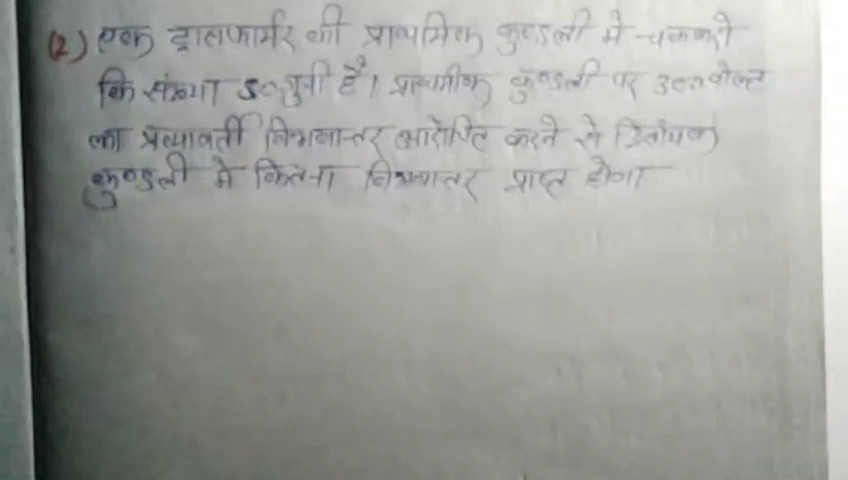 (2) एक ट्रांसफार्मर की प्राथमिक कुण्डली मे चक्करो
कि संख्या 50 गुनी है। प्राथमीक कुण्डली पर 300 वोल्ट
का प्रत्यावर्ती विभवान्तर आरोपित करने से द्वितीयक
कुण्डली मे कितना विभवान्तर प्राप्त होगा